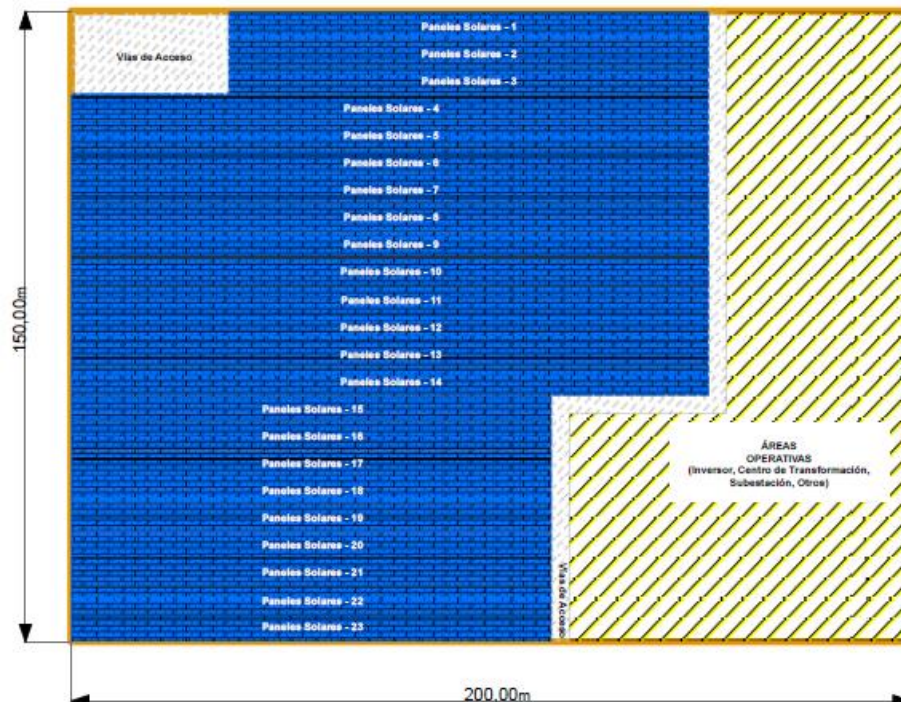 Vías de Acceso
Paneles Solares - 1
Paneles Solares - 2
Paneles Solares - 3
Paneles Solares - 4
Paneles Solares - 5
Paneles Solares - 6
Paneles Solares - 7
Paneles Solares - 8
Paneles Solares - 9
Paneles Solares - 10
Paneles Solares - 11
Paneles Solares - 12
Paneles Solares - 13
Paneles Solares - 14
Paneles Solares - 15
Paneles Solares - 16
Paneles Solares - 17
Paneles Solares - 18
Paneles Solares - 19
Paneles Solares - 20
Paneles Solares - 21
Paneles Solares - 22
Paneles Solares - 23
ÁREAS
OPERATIVAS
(Inversor, Centro de Transformación,
Subestación, Otros)
Vías de Acceso
150,00m
200,00m